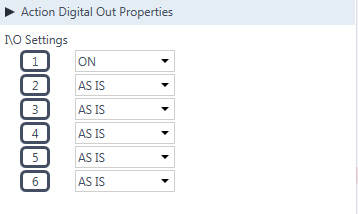 Action Digital Out Properties
I\O Settings
1 ON
2 AS IS
3 AS IS
4 AS IS
5 AS IS
6 AS IS